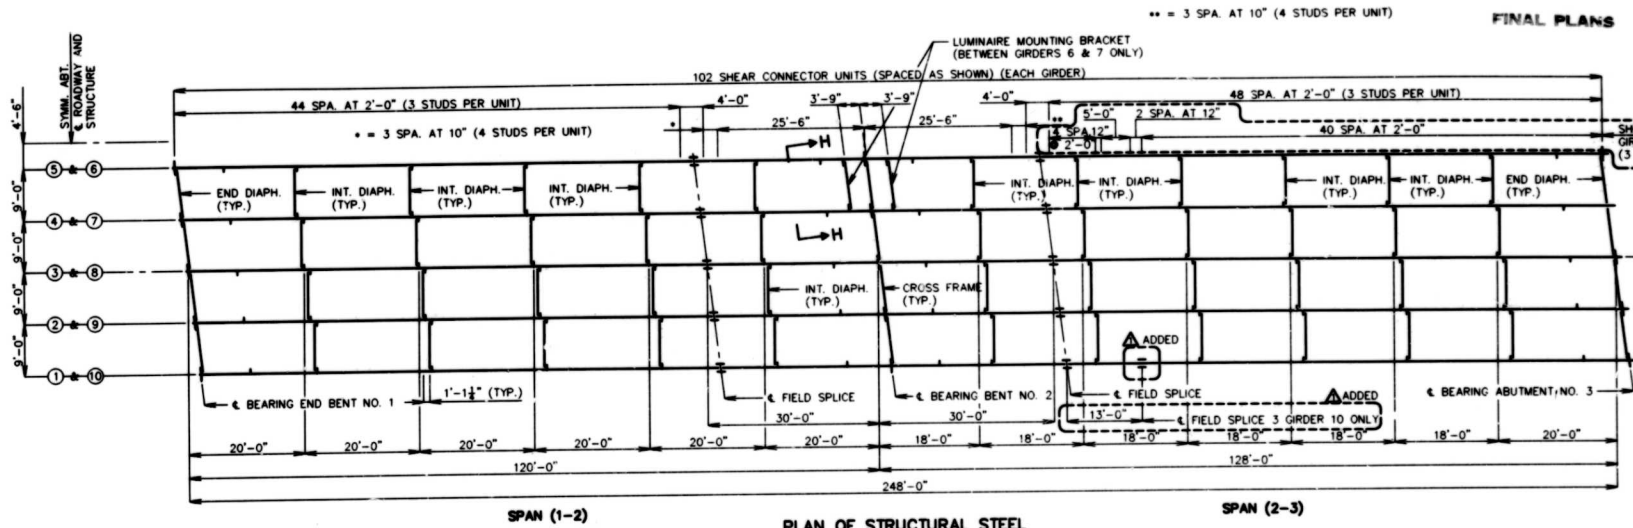 •• = 3 SPA. AT 10" (4 STUDS PER UNIT)
FINAL PLANS
SYMM. ABT.
℄ ROADWAY AND
STRUCTURE
4'-6"
LUMINAIRE MOUNTING BRACKET
(BETWEEN GIRDERS 6 & 7 ONLY)
102 SHEAR CONNECTOR UNITS (SPACED AS SHOWN) (EACH GIRDER)
44 SPA. AT 2'-0" (3 STUDS PER UNIT)
4'-0"
3'-9"
3'-9"
4'-0"
48 SPA. AT 2'-0" (3 STUDS PER UNIT)
• = 3 SPA. AT 10" (4 STUDS PER UNIT)
•
25'-6"
25'-6"
••
5'-0"
2 SPA. AT 12"
4 SPA. 12"
@ 2'-0"
40 SPA. AT 2'-0"
SH
GIR
(3
H
5 & 6
9'-0"
END DIAPH.
(TYP.)
INT. DIAPH.
(TYP.)
INT. DIAPH.
(TYP.)
INT. DIAPH.
(TYP.)
INT. DIAPH.
(TYP.)
INT. DIAPH.
(TYP.)
INT. DIAPH.
(TYP.)
INT. DIAPH.
(TYP.)
END DIAPH.
(TYP.)
4 & 7
H
9'-0"
3 & 8
9'-0"
INT. DIAPH.
(TYP.)
CROSS FRAME
(TYP.)
2 & 9
9'-0"
1 ADDED
1 & 10
1'-1¼" (TYP.)
℄ BEARING END BENT NO. 1
℄ FIELD SPLICE
℄ BEARING BENT NO. 2
℄ FIELD SPLICE
℄ BEARING ABUTMENT NO. 3
1 ADDED
30'-0"
30'-0"
13'-0"
℄ FIELD SPLICE 3 GIRDER 10 ONLY
20'-0"
20'-0"
20'-0"
20'-0"
20'-0"
20'-0"
18'-0"
18'-0"
18'-0"
18'-0"
18'-0"
18'-0"
20'-0"
120'-0"
128'-0"
248'-0"
SPAN (1-2)
SPAN (2-3)
PLAN OF STRUCTURAL STEEL